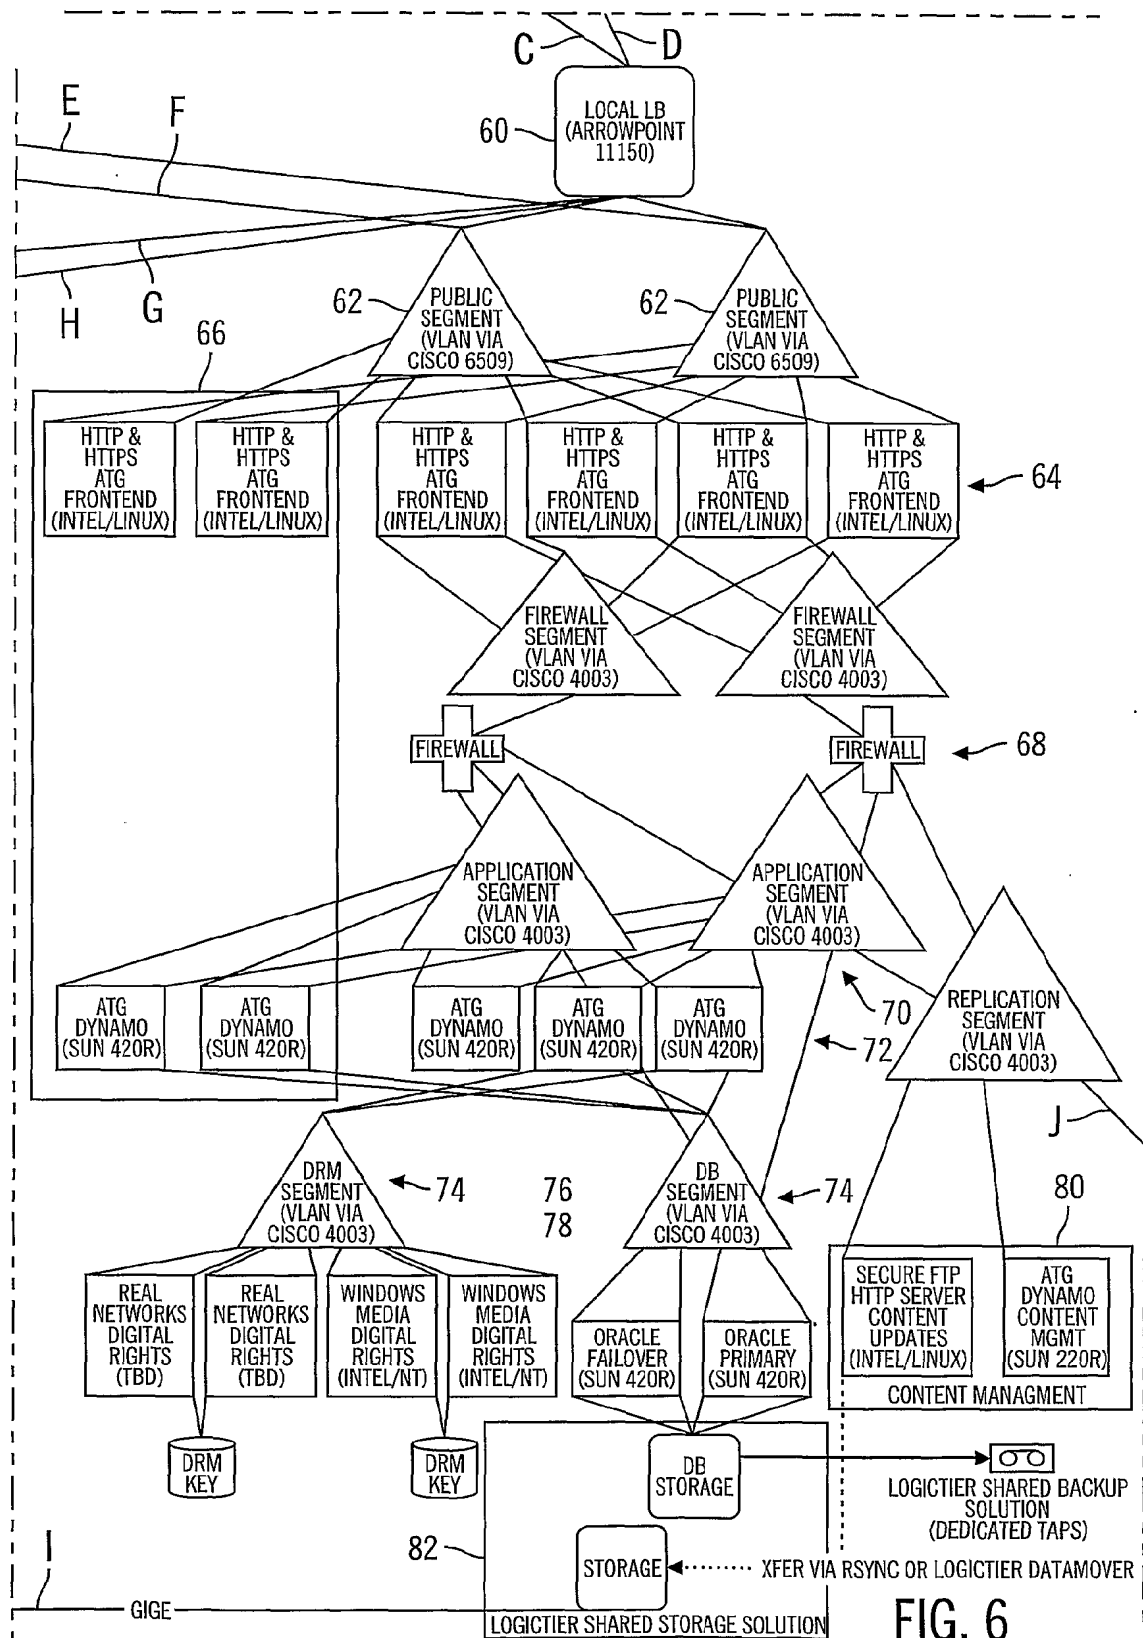 C
D
E
F
60
LOCAL LB
(ARROWPOINT
11150)
G
H
62
PUBLIC
SEGMENT
(VLAN VIA
CISCO 6509)
62
PUBLIC
SEGMENT
(VLAN VIA
CISCO 6509)
66
HTTP &
HTTPS
ATG
FRONTEND
(INTEL/LINUX)
HTTP &
HTTPS
ATG
FRONTEND
(INTEL/LINUX)
HTTP &
HTTPS
ATG
FRONTEND
(INTEL/LINUX)
HTTP &
HTTPS
ATG
FRONTEND
(INTEL/LINUX)
HTTP &
HTTPS
ATG
FRONTEND
(INTEL/LINUX)
HTTP &
HTTPS
ATG
FRONTEND
(INTEL/LINUX)
64
FIREWALL
SEGMENT
(VLAN VIA
CISCO 4003)
FIREWALL
SEGMENT
(VLAN VIA
CISCO 4003)
FIREWALL
FIREWALL
68
APPLICATION
SEGMENT
(VLAN VIA
CISCO 4003)
APPLICATION
SEGMENT
(VLAN VIA
CISCO 4003)
70
72
REPLICATION
SEGMENT
(VLAN VIA
CISCO 4003)
J
ATG
DYNAMO
(SUN 420R)
ATG
DYNAMO
(SUN 420R)
ATG
DYNAMO
(SUN 420R)
ATG
DYNAMO
(SUN 420R)
ATG
DYNAMO
(SUN 420R)
DRM
SEGMENT
(VLAN VIA
CISCO 4003)
74
76
78
DB
SEGMENT
(VLAN VIA
CISCO 4003)
74
80
REAL
NETWORKS
DIGITAL
RIGHTS
(TBD)
REAL
NETWORKS
DIGITAL
RIGHTS
(TBD)
WINDOWS
MEDIA
DIGITAL
RIGHTS
(INTEL/NT)
WINDOWS
MEDIA
DIGITAL
RIGHTS
(INTEL/NT)
ORACLE
FAILOVER
(SUN 420R)
ORACLE
PRIMARY
(SUN 420R)
SECURE FTP
HTTP SERVER
CONTENT
UPDATES
(INTEL/LINUX)
ATG
DYNAMO
CONTENT
MGMT
(SUN 220R)
CONTENT MANAGMENT
DRM
KEY
DRM
KEY
DB
STORAGE
LOGICTIER SHARED BACKUP
SOLUTION
(DEDICATED TAPS)
82
STORAGE
XFER VIA RSYNC OR LOGICTIER DATAMOVER
I
GIGE
LOGICTIER SHARED STORAGE SOLUTION
FIG. 6